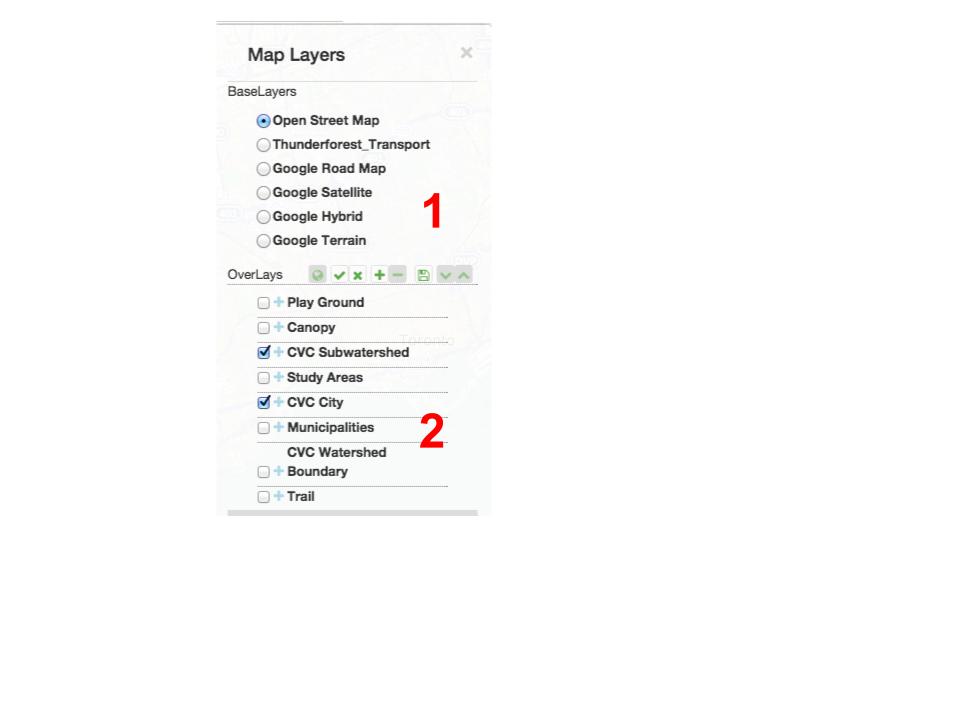 Map Layers
BaseLayers
Open Street Map
Thunderforest_Transport
Google Road Map
Google Satellite
1
Google Hybrid
Google Terrain
OverLays
Play Ground
Canopy
Toronto
CVC Subwatershed
Study Areas
CVC City
2
Municipalities
CVC Watershed
Boundary
Trail